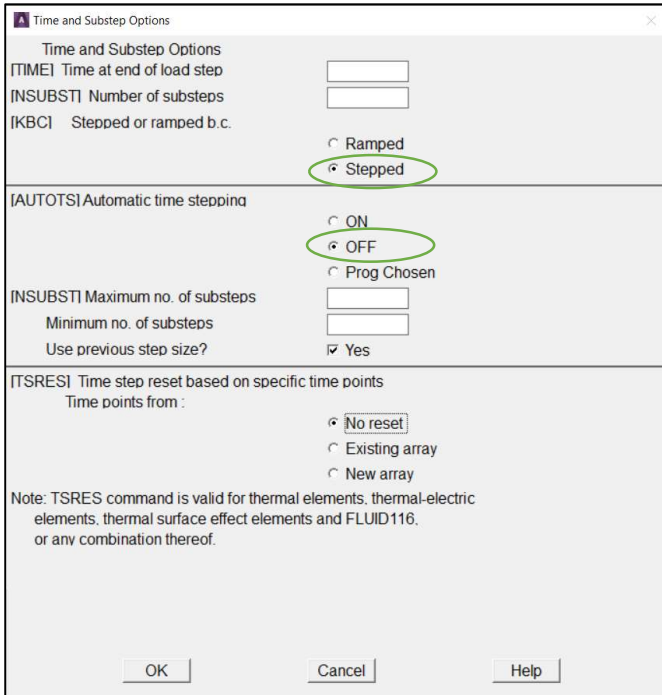 A Time and Substep Options
Time and Substep Options
[TIME] Time at end of load step
[NSUBST] Number of substeps
[KBC] Stepped or ramped b.c.
Ramped
Stepped
[AUTOTS] Automatic time stepping
ON
OFF
Prog Chosen
[NSUBST] Maximum no. of substeps
Minimum no. of substeps
Use previous step size? Yes
[TSRES] Time step reset based on specific time points
Time points from :
No reset
Existing array
New array
Note: TSRES command is valid for thermal elements, thermal-electric
elements, thermal surface effect elements and FLUID116,
or any combination thereof.
OK Cancel Help